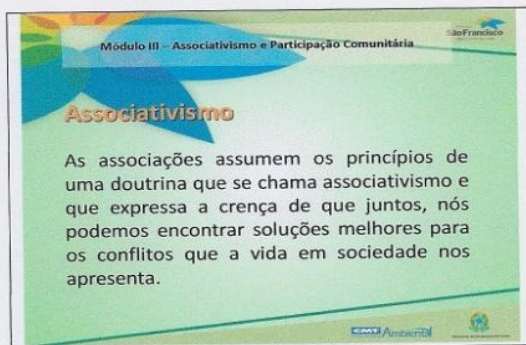 Módulo III – Associativismo e Participação Comunitária
São Francisco
Associativismo
As associações assumem os princípios de
uma doutrina que se chama associativismo e
que expressa a crença de que juntos, nós
podemos encontrar soluções melhores para
os conflitos que a vida em sociedade nos
apresenta.
CMT Ambiental